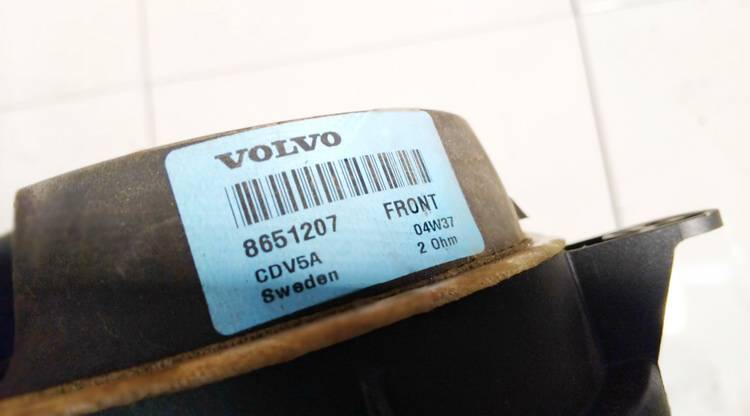 VOLVO
8651207 FRONT
CDV5A 04W37
Sweden 2 Ohm